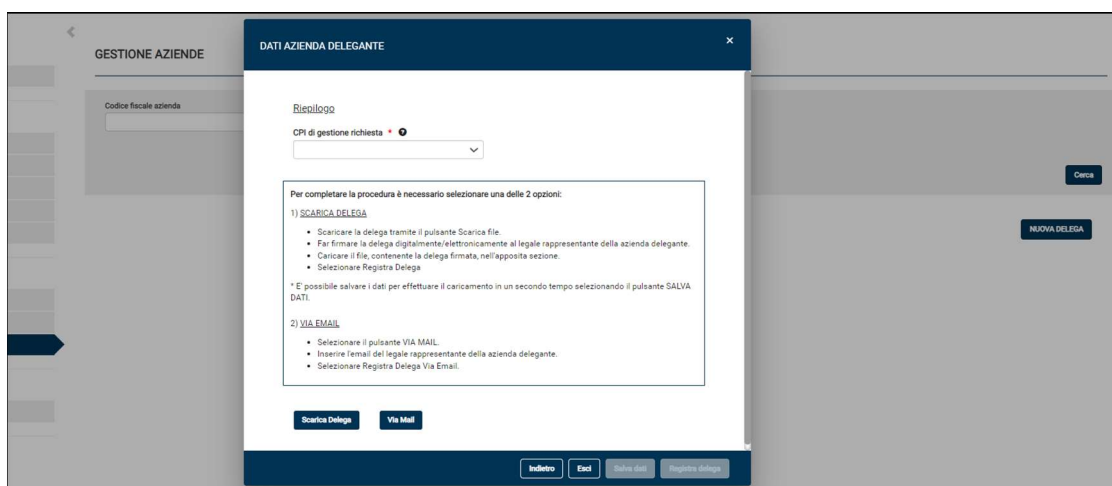 GESTIONE AZIENDE
Codice fiscale azienda
Cerca
NUOVA DELEGA
DATI AZIENDA DELEGANTE ×
Riepilogo
CPI di gestione richiesta * ?
Per completare la procedura è necessario selezionare una delle 2 opzioni:
1) SCARICA DELEGA
• Scaricare la delega tramite il pulsante Scarica file.
• Far firmare la delega digitalmente/elettronicamente al legale rappresentante della azienda delegante.
• Caricare il file, contenente la delega firmata, nell'apposita sezione.
• Selezionare Registra Delega
* E' possibile salvare i dati per effettuare il caricamento in un secondo tempo selezionando il pulsante SALVA
DATI.
2) VIA EMAIL
• Selezionare il pulsante VIA MAIL.
• Inserire l'email del legale rappresentante della azienda delegante.
• Selezionare Registra Delega Via Email.
Scarica Delega Via Mail
Indietro Esci Salva dati Registra delega